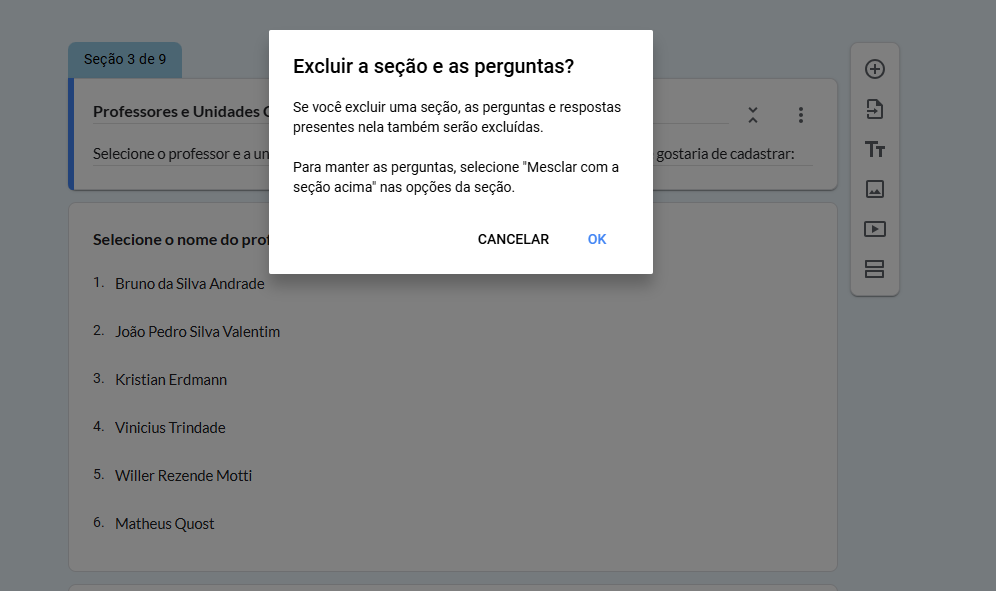 Seção 3 de 9
Excluir a seção e as perguntas?
Se você excluir uma seção, as perguntas e respostas
presentes nela também serão excluídas.
Para manter as perguntas, selecione "Mesclar com a
seção acima" nas opções da seção.
CANCELAR OK
Professores e Unidades
Selecione o professor e a gostaria de cadastrar:
Selecione o nome do
1. Bruno da Silva Andrade
2. João Pedro Silva Valentim
3. Kristian Erdmann
4. Vinicius Trindade
5. Willer Rezende Motti
6. Matheus Quost